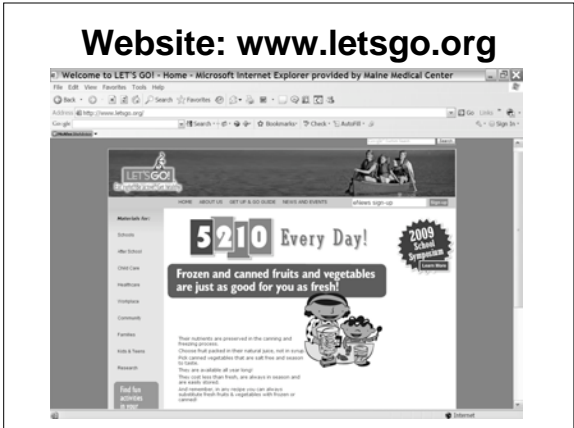 Website: www.letsgo.org
Welcome to LET'S GO! - Home - Microsoft Internet Explorer provided by Maine Medical Center
File Edit View Favorites Tools Help
Back Search Favorites
Address http://www.letsgo.org/ Go Links
Google Search Bookmarks Check AutoFill Sign In
Search
LET'S GO!
HOME ABOUT US GET UP & GO GUIDE NEWS AND EVENTS eNews sign-up Sign up
Materials for:
Schools
After School
Child Care
Healthcare
Workplace
Community
Families
Kids & Teens
Research
Find fun
activities
in your
5210 Every Day!
2009
School
Symposium
Learn More
Frozen and canned fruits and vegetables
are just as good for you as fresh!
Their nutrients are preserved in the canning and
freezing process.
Choose fruit packed in their natural juice, not in syrup
Pick canned vegetables that are salt free and season
to taste.
They are available all year long!
They cost less than fresh, are always in season and
are easily stored.
And remember, in any recipe you can always
substitute fresh fruits & vegetables with frozen or
canned!
Internet